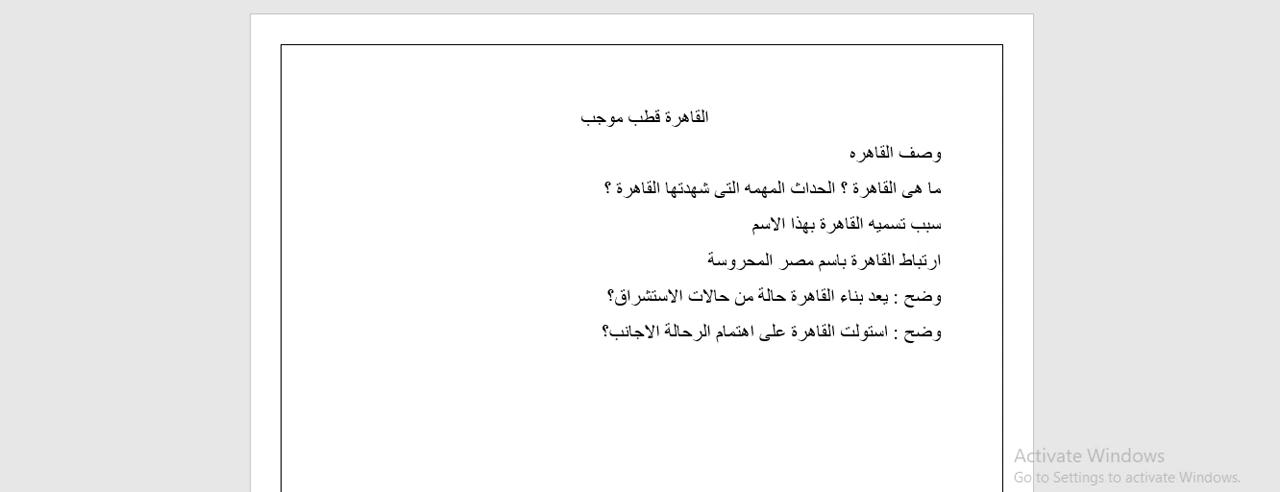 القاهرة قطب موجب
وصف القاهره
ما هى القاهرة ؟ الحداث المهمه التى شهدتها القاهرة ؟
سبب تسميه القاهرة بهذا الاسم
ارتباط القاهرة باسم مصر المحروسة
وضح : يعد بناء القاهرة حالة من حالات الاستشراق؟
وضح : استولت القاهرة على اهتمام الرحالة الاجانب؟
Activate Windows
Go to Settings to activate Windows.